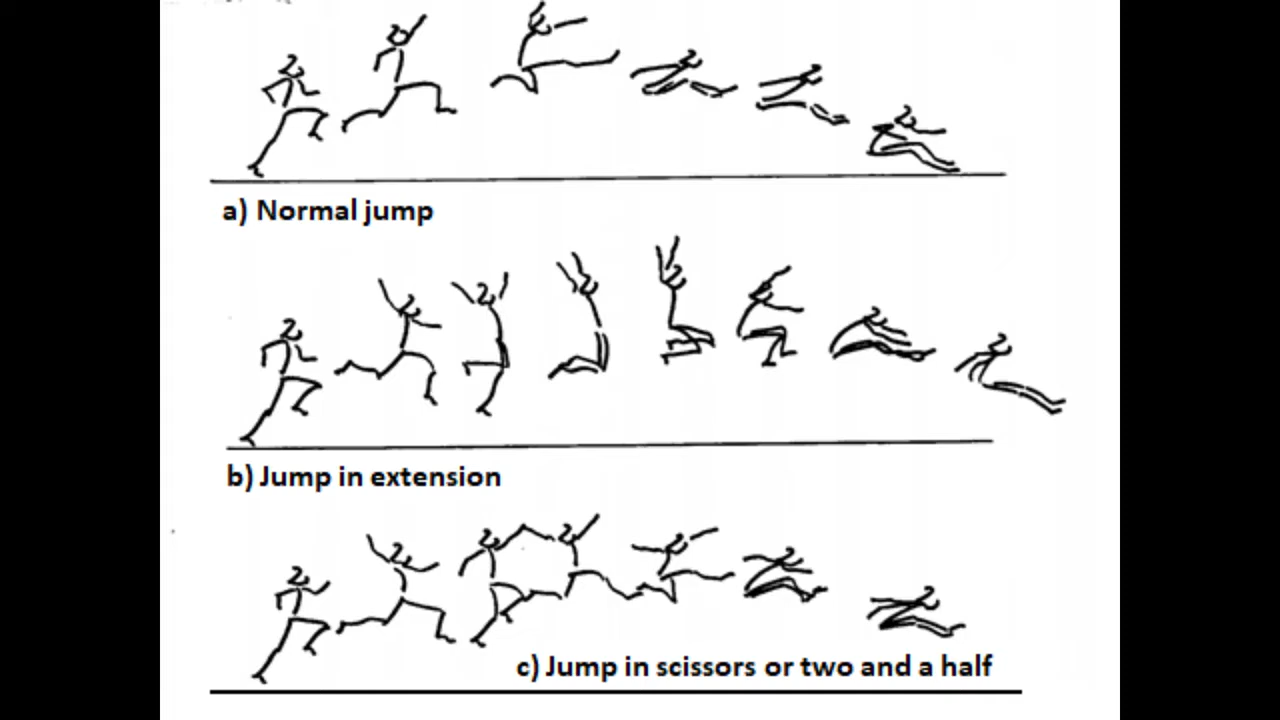 a) Normal jump
b) Jump in extension
c) Jump in scissors or two and a half